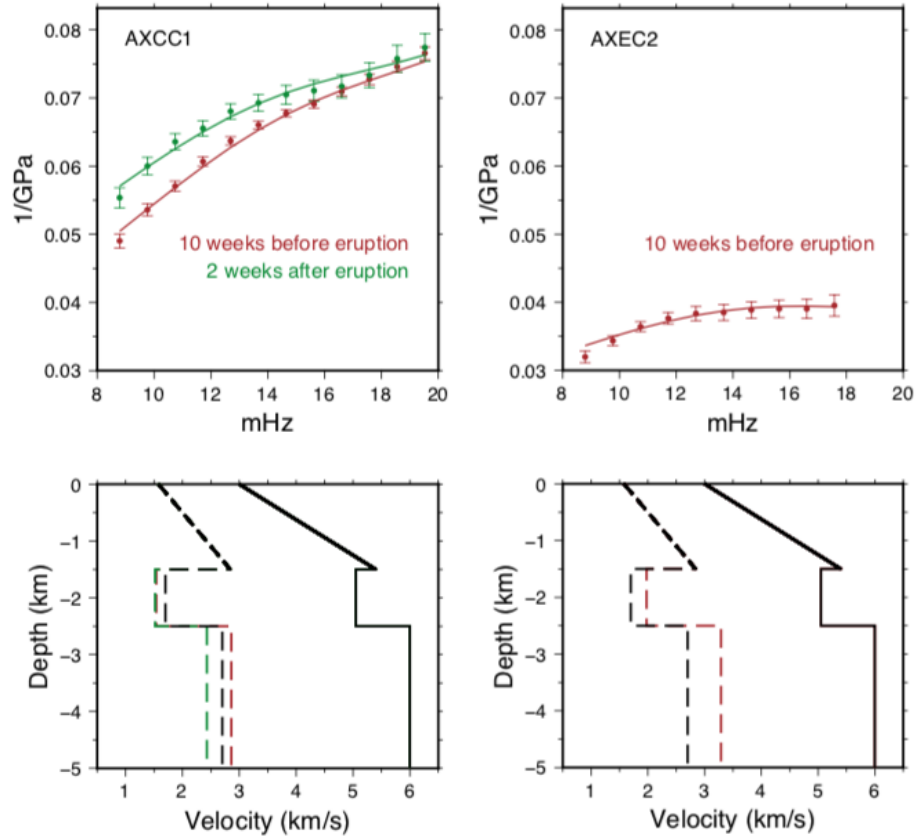 AXCC1
0.08
0.07
0.06
0.05
0.04
0.03
1/GPa
10 weeks before eruption
2 weeks after eruption
8 10 12 14 16 18 20
mHz
AXEC2
0.08
0.07
0.06
0.05
0.04
0.03
1/GPa
10 weeks before eruption
8 10 12 14 16 18 20
mHz
0
−1
−2
−3
−4
−5
Depth (km)
1 2 3 4 5 6
Velocity (km/s)
0
−1
−2
−3
−4
−5
Depth (km)
1 2 3 4 5 6
Velocity (km/s)